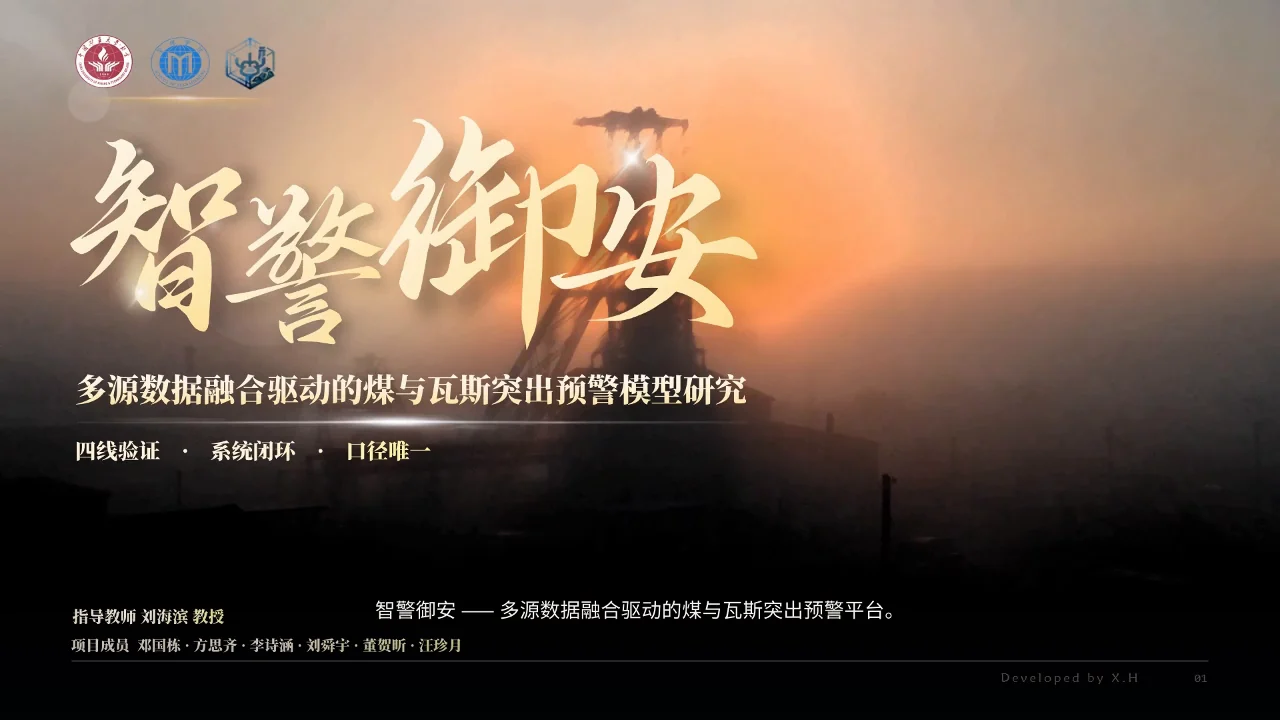 智警御安
多源数据融合驱动的煤与瓦斯突出预警模型研究
四线验证 · 系统闭环 · 口径唯一
指导教师 刘海滨 教授
智警御安 —— 多源数据融合驱动的煤与瓦斯突出预警平台。
项目成员 邓国栋 · 方思齐 · 李诗涵 · 刘舜宇 · 董贺昕 · 汪珍月
Developed by X.H 01